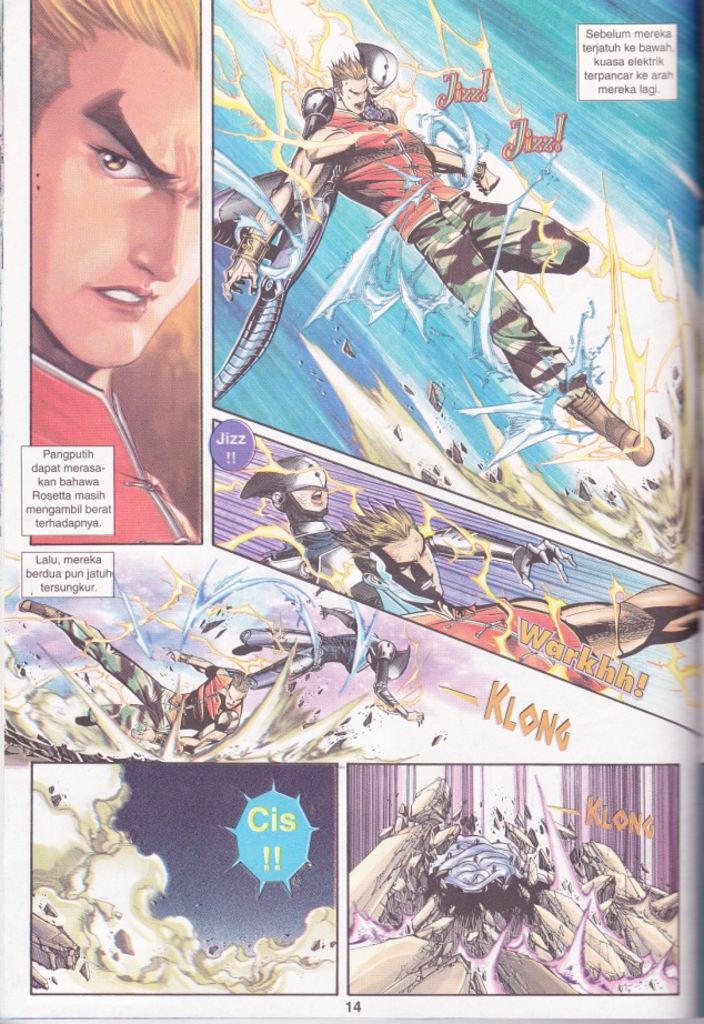 Sebelum mereka
terjatuh ke bawah,
kuasa elektrik
terpancar ke arah
mereka lagi.
Jizz!
Jizz!
Pangputih
dapat merasa-
kan bahawa
Rosetta masih
mengambil berat
terhadapnya.
Jizz
!!
Warkhh!
Lalu, mereka
berdua pun jatuh
tersungkur.
KLONG
Cis
!!
KLONG
14